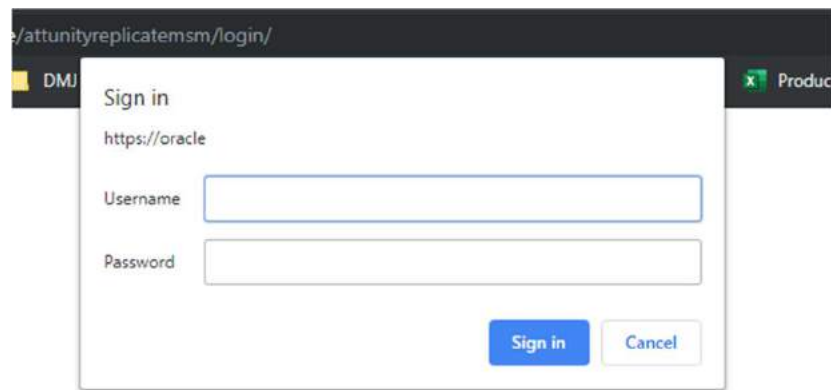 /attunityreplicatemsm/login/
DMJ
Produc
Sign in
https://oracle
Username
Password
Sign in Cancel